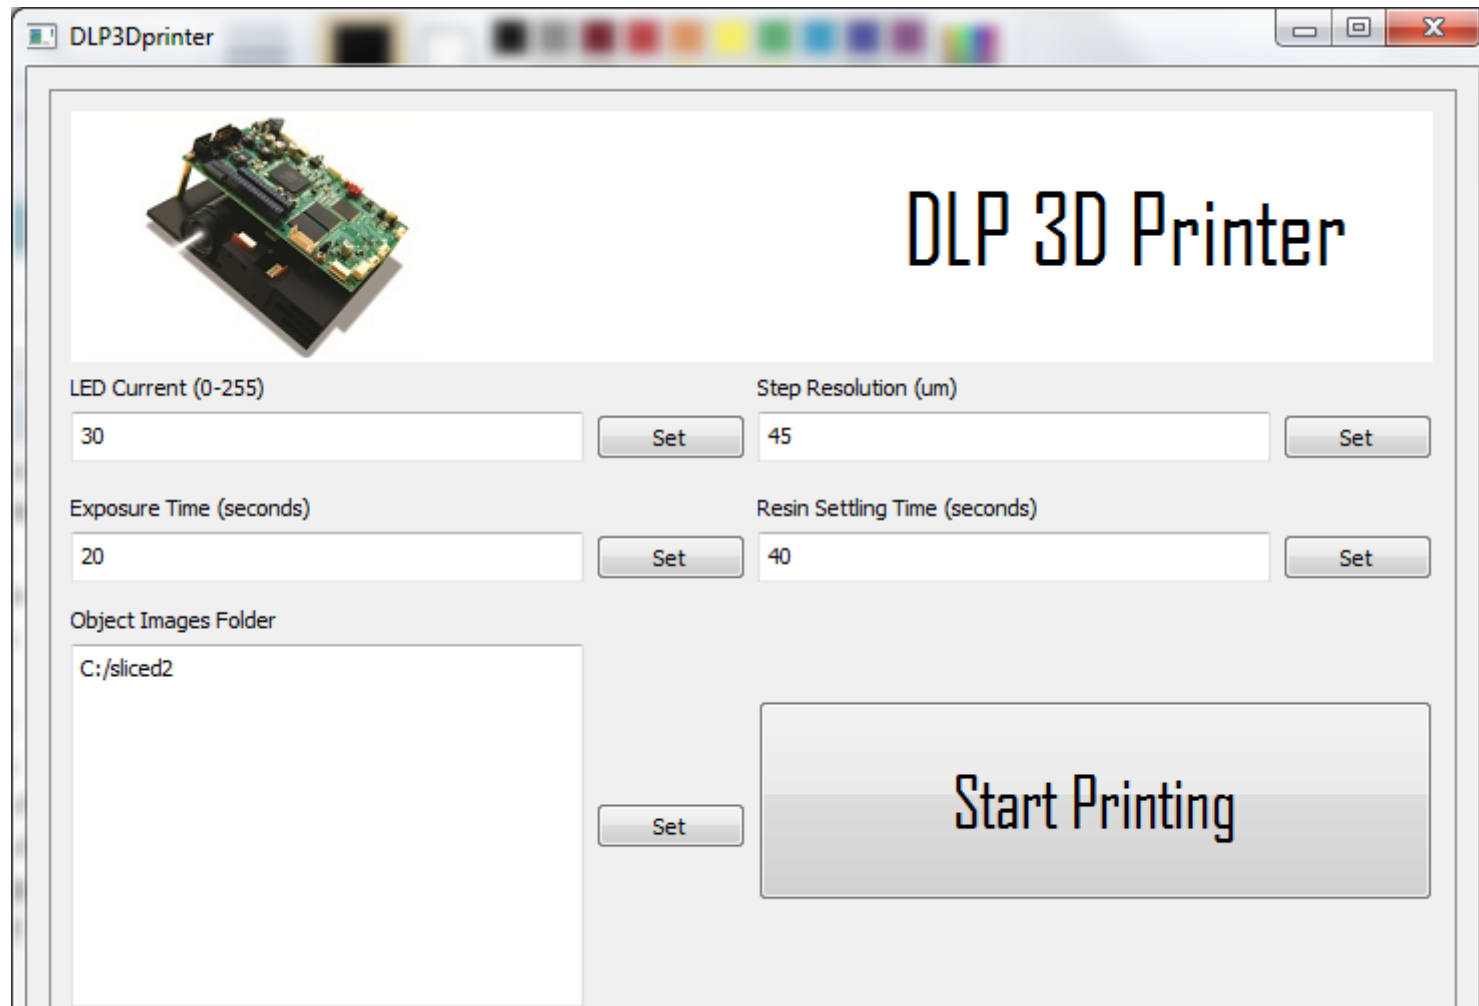 DLP3Dprinter
DLP 3D Printer
LED Current (0-255)
Step Resolution (um)
30
Set
45
Set
Exposure Time (seconds)
Resin Settling Time (seconds)
20
Set
40
Set
Object Images Folder
C:/sliced2
Set
Start Printing